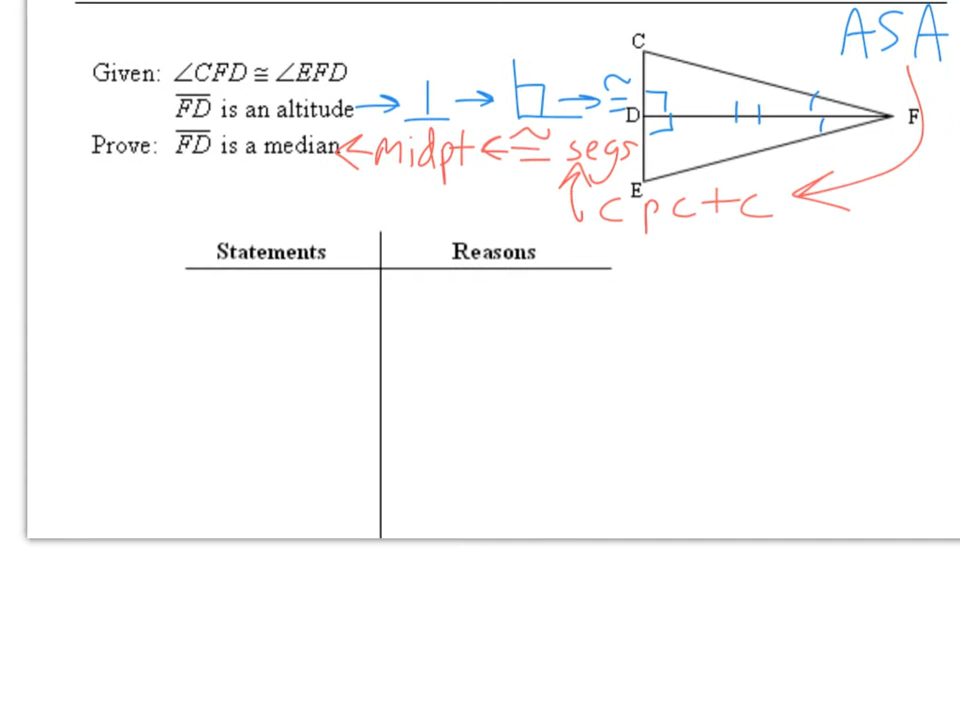 C
ASA
Given: ∠CFD ≅ ∠EFD
FD is an altitude → ⊥ → ∟ → ≅
D
F
Prove: FD is a median ← midpt ← ≅ segs
E
↑ cpctc ←
Statements Reasons